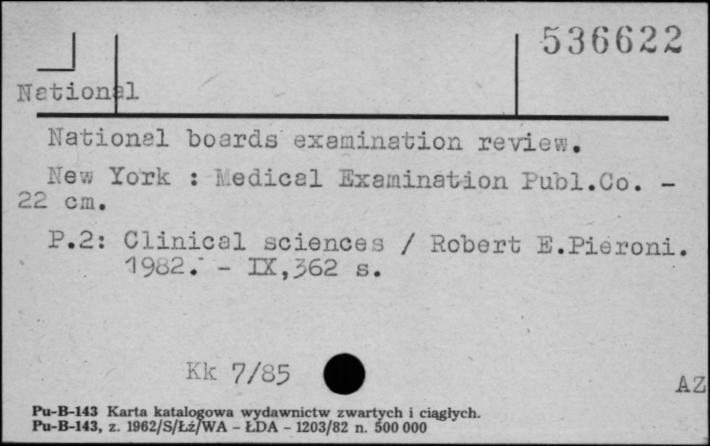 536622
National
National boards examination review.
New York : Medical Examination Publ.Co. -
22 cm.
P.2: Clinical sciences / Robert E.Pieroni.
1982. - IX,362 s.
Kk 7/85
AZ
Pu-B-143 Karta katalogowa wydawnictw zwartych i ciągłych.
Pu-B-143, z. 1962/S/Łź/WA - ŁDA - 1203/82 n. 500 000